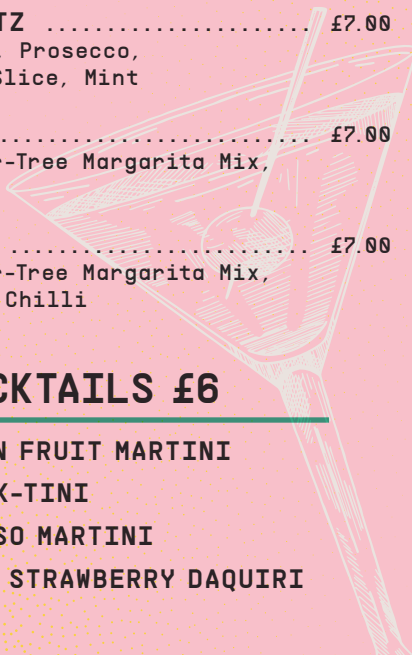 TZ ........................ £7.00
, Prosecco,
Slice, Mint
............................ £7.00
r-Tree Margarita Mix,
........................... £7.00
r-Tree Margarita Mix,
Chilli
CKTAILS £6
N FRUIT MARTINI
X-TINI
SO MARTINI
STRAWBERRY DAQUIRI